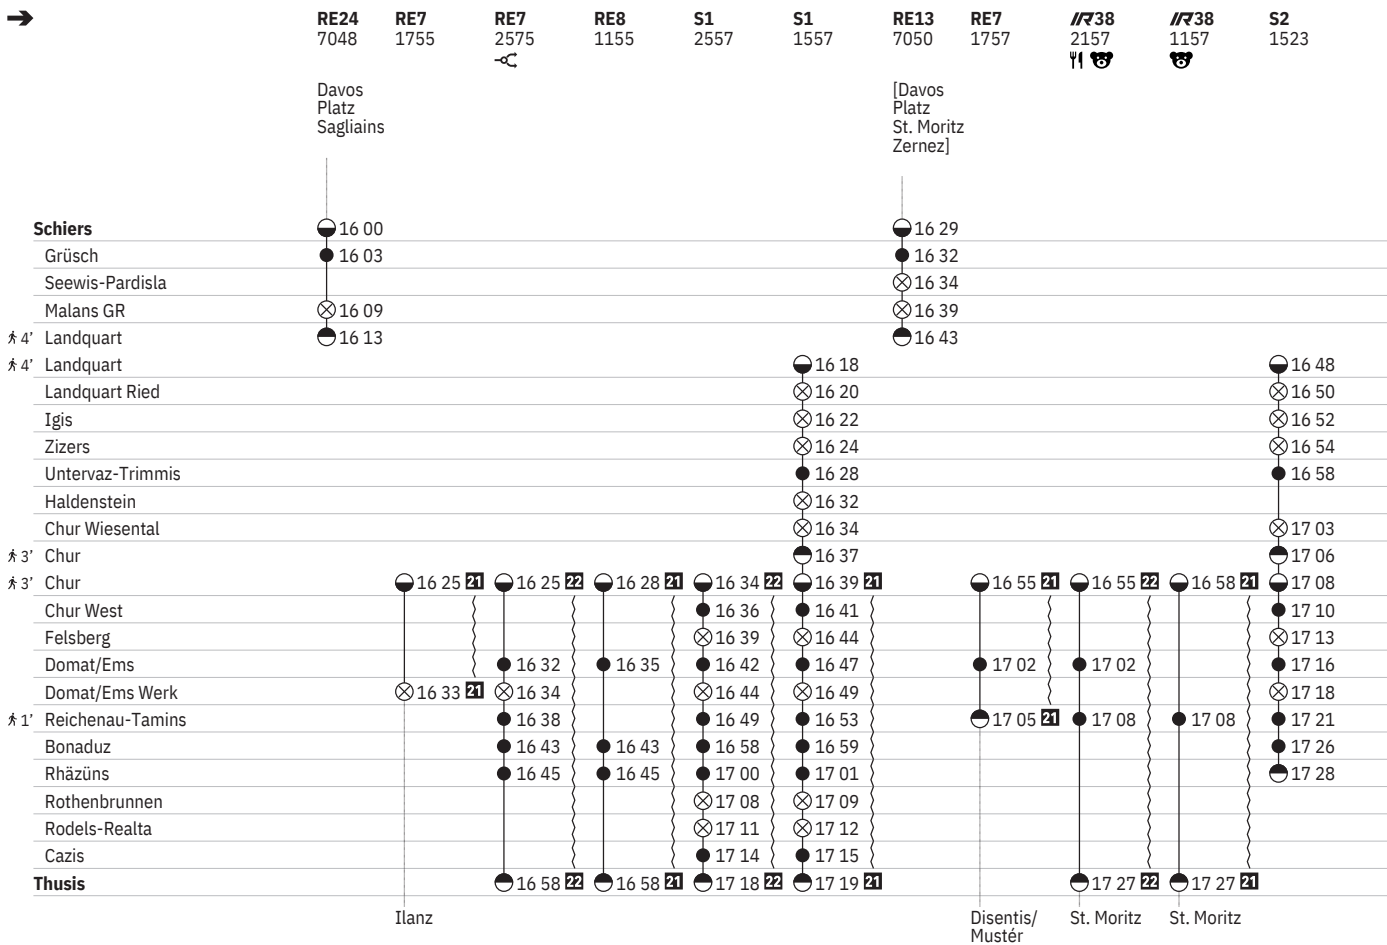 RE24 RE7 RE7 RE8 S1 S1 RE13 RE7 IR38 IR38 S2
7048 1755 2575 1155 2557 1557 7050 1757 2157 1157 1523
Davos [Davos
Platz Platz
Sagliains St. Moritz
Zernez]
Schiers 16 00 16 29
Grüsch 16 03 16 32
Seewis-Pardisla 16 34
Malans GR 16 09 16 39
4’ Landquart 16 13 16 43
4’ Landquart 16 18 16 48
Landquart Ried 16 20 16 50
Igis 16 22 16 52
Zizers 16 24 16 54
Untervaz-Trimmis 16 28 16 58
Haldenstein 16 32
Chur Wiesental 16 34 17 03
3’ Chur 16 37 17 06
3’ Chur 16 25 21 16 25 22 16 28 21 16 34 22 16 39 21 16 55 21 16 55 22 16 58 21 17 08
Chur West 16 36 16 41 17 10
Felsberg 16 39 16 44 17 13
Domat/Ems 16 32 16 35 16 42 16 47 17 02 17 02 17 16
Domat/Ems Werk 16 33 21 16 34 16 44 16 49 17 18
1’ Reichenau-Tamins 16 38 16 49 16 53 17 05 21 17 08 17 08 17 21
Bonaduz 16 43 16 43 16 58 16 59 17 26
Rhäzüns 16 45 16 45 17 00 17 01 17 28
Rothenbrunnen 17 08 17 09
Rodels-Realta 17 11 17 12
Cazis 17 14 17 15
Thusis 16 58 22 16 58 21 17 18 22 17 19 21 17 27 22 17 27 21
Ilanz Disentis/ St. Moritz St. Moritz
Mustér